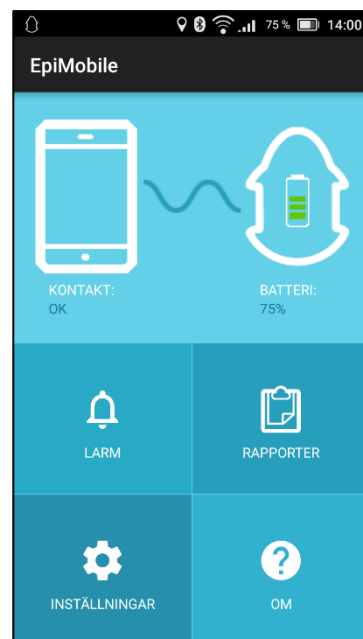 75 % 14:00
EpiMobile
KONTAKT: BATTERI:
OK 75%
LARM RAPPORTER
INSTÄLLNINGAR OM